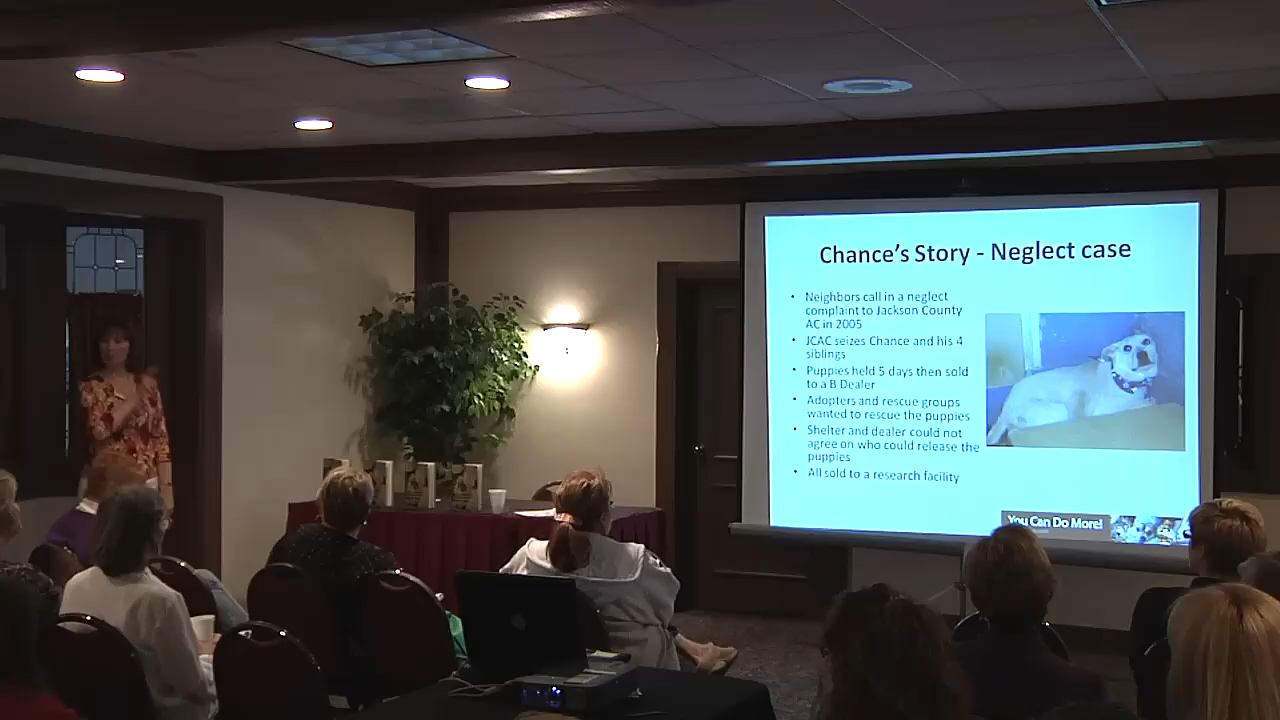 Chance's Story - Neglect case
• Neighbors call in a neglect
complaint to Jackson County
AC in 2005
• JCAC seizes Chance and his 4
siblings
• Puppies held 5 days then sold
to a B Dealer
• Adopters and rescue groups
wanted to rescue the puppies
• Shelter and dealer could not
agree on who could release the
puppies
• All sold to a research facility
You Can Do More!